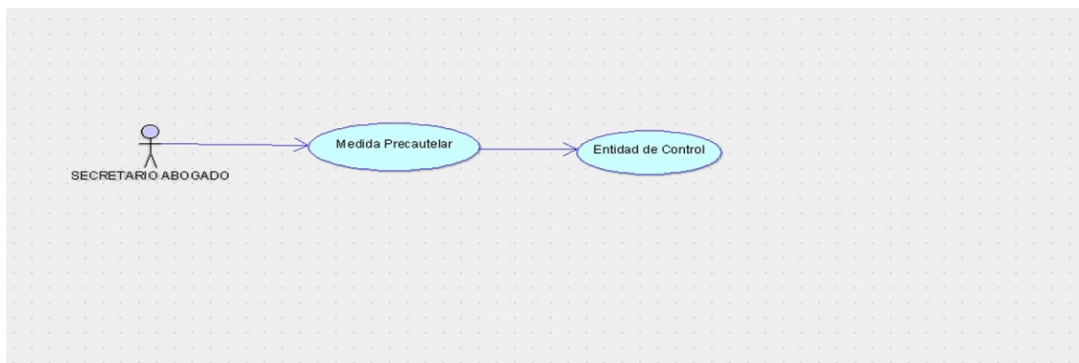 Medida Precautelar
Entidad de Control
SECRETARIO ABOGADO